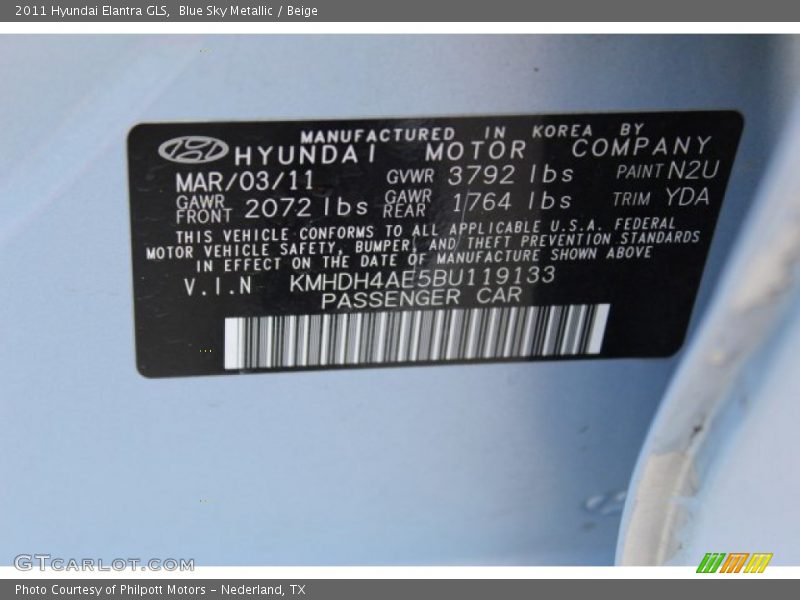 2011 Hyundai Elantra GLS, Blue Sky Metallic / Beige
MANUFACTURED IN KOREA BY
HYUNDAI MOTOR COMPANY
MAR/03/11 GVWR 3792 lbs PAINT N2U
GAWR FRONT 2072 lbs GAWR REAR 1764 lbs TRIM YDA
THIS VEHICLE CONFORMS TO ALL APPLICABLE U.S.A. FEDERAL
MOTOR VEHICLE SAFETY, BUMPER, AND THEFT PREVENTION STANDARDS
IN EFFECT ON THE DATE OF MANUFACTURE SHOWN ABOVE
V.I.N KMHDH4AE5BU119133
PASSENGER CAR
GTCARLOT.COM
Photo Courtesy of Philpott Motors - Nederland, TX